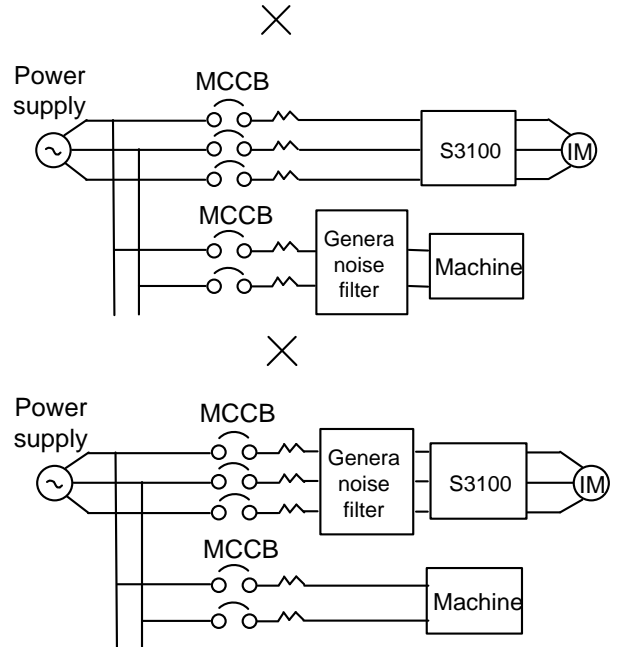 Power
supply
MCCB
S3100
IM
MCCB
Genera
noise
filter
Machine
Power
supply
MCCB
Genera
noise
filter
S3100
IM
MCCB
Machine